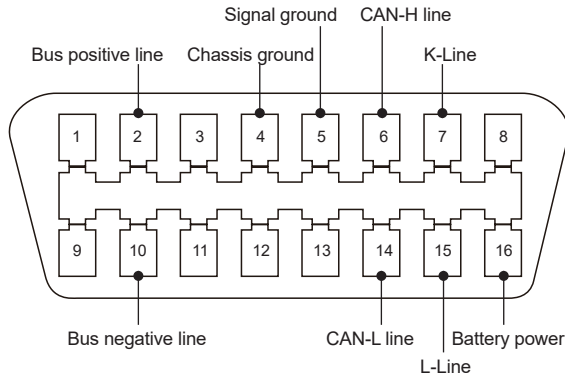 Signal ground CAN-H line
Bus positive line Chassis ground K-Line
1 2 3 4 5 6 7 8
9 10 11 12 13 14 15 16
Bus negative line CAN-L line Battery power
L-Line